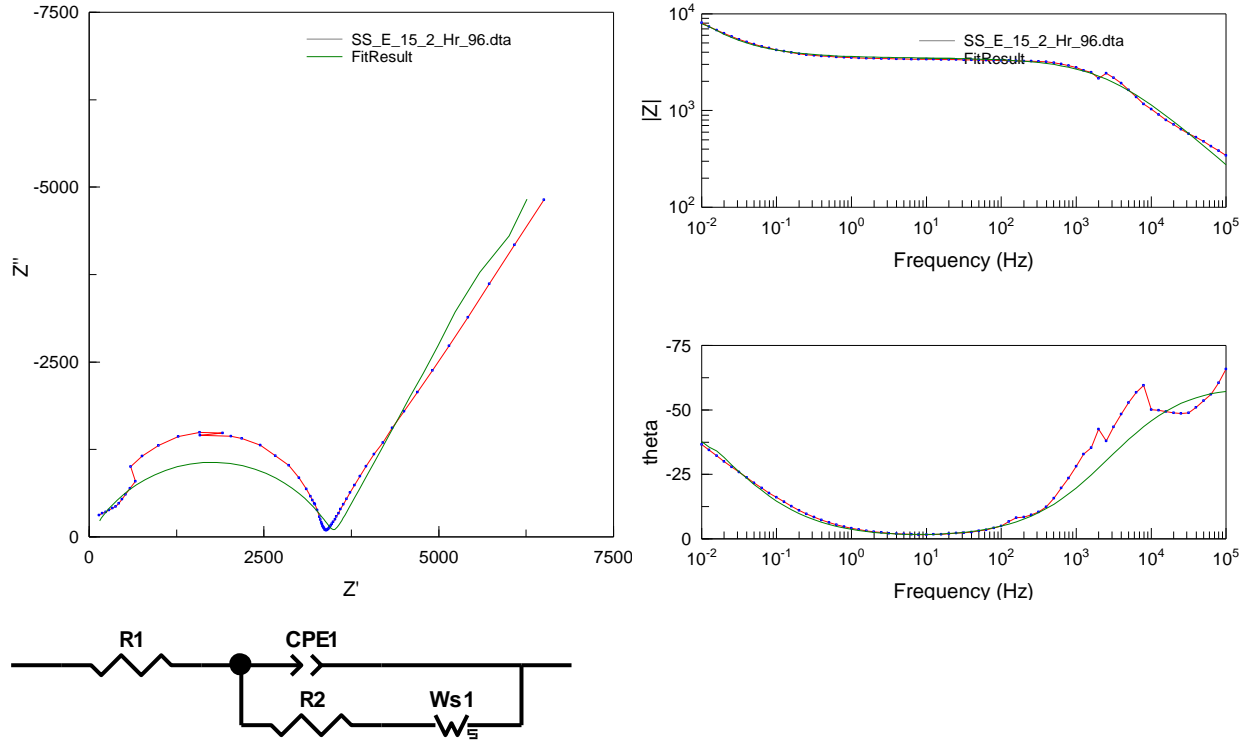 -7500
SS_E_15_2_Hr_96.dta
FitResult
-5000
Z''
-2500
0
0
2500
5000
7500
Z'
10^4
SS_E_15_2_Hr_96.dta
FitResult
|Z|
10^3
10^2
10^-2
10^-1
10^0
10^1
10^2
10^3
10^4
10^5
Frequency (Hz)
-75
-50
theta
-25
0
10^-2
10^-1
10^0
10^1
10^2
10^3
10^4
10^5
Frequency (Hz)
R1
CPE1
R2
Ws1